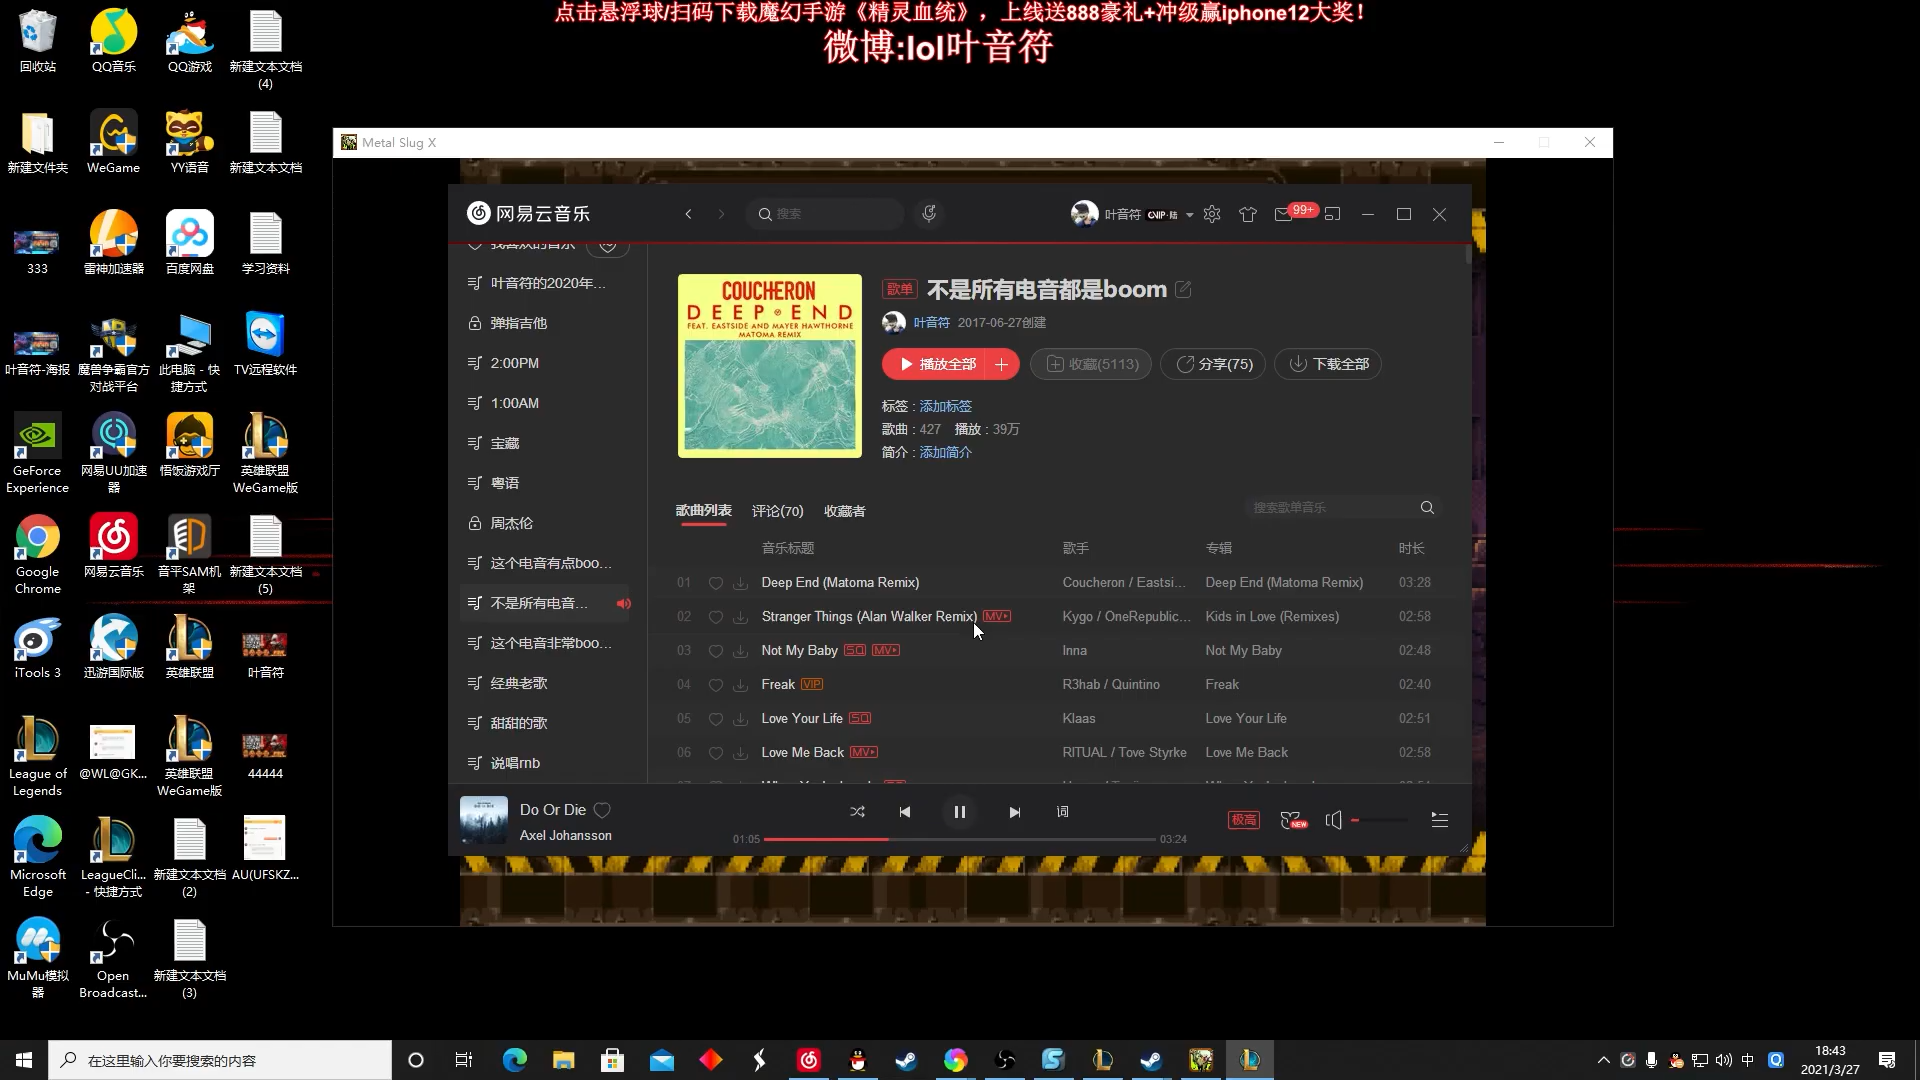 点击悬浮球/扫码下载魔幻手游《精灵血统》，上线送888豪礼+冲级赢iphone12大奖！
微博:lol叶音符
回收站
QQ音乐
QQ游戏
新建文本文档 (4)
新建文件夹
WeGame
YY语音
新建文本文档
333
雷神加速器
百度网盘
学习资料
叶音符-海报
魔兽争霸官方对战平台
此电脑 - 快捷方式
TV远程软件
GeForce Experience
网易UU加速器
悟饭游戏厅
英雄联盟WeGame版
Google Chrome
网易云音乐
音平SAM机架
新建文本文档 (5)
iTools 3
迅游国际版
英雄联盟
叶音符
League of Legends
@WL@GK...
英雄联盟WeGame版
44444
Microsoft Edge
LeagueCli... - 快捷方式
新建文本文档 (2)
AU(UFSKZ...
MuMu模拟器
Open Broadcast...
新建文本文档 (3)
Metal Slug X
网易云音乐
搜索
叶音符
VIP·陆
99+
我喜欢的音乐
叶音符的2020年...
弹指吉他
2:00PM
1:00AM
宝藏
粤语
周杰伦
这个电音有点boo...
不是所有电音...
这个电音非常boo...
经典老歌
甜甜的歌
说唱rnb
COUCHERON
DEEP END
FEAT. EASTSIDE AND MAYER HAWTHORNE
MATOMA REMIX
歌单 不是所有电音都是boom
叶音符 2017-06-27创建
播放全部 + 收藏(5113) 分享(75) 下载全部
标签 : 添加标签
歌曲 : 427 播放 : 39万
简介 : 添加简介
歌曲列表 评论(70) 收藏者
搜索歌单音乐
音乐标题 歌手 专辑 时长
01 Deep End (Matoma Remix) Coucheron / Eastsi... Deep End (Matoma Remix) 03:28
02 Stranger Things (Alan Walker Remix) MV Kygo / OneRepublic... Kids in Love (Remixes) 02:58
03 Not My Baby SQ MV Inna Not My Baby 02:48
04 Freak VIP R3hab / Quintino Freak 02:40
05 Love Your Life SQ Klaas Love Your Life 02:51
06 Love Me Back MV RITUAL / Tove Styrke Love Me Back 02:58
Do Or Die
Axel Johansson
词
01:05
03:24
极高
NEW
在这里输入你要搜索的内容
中
18:43
2021/3/27